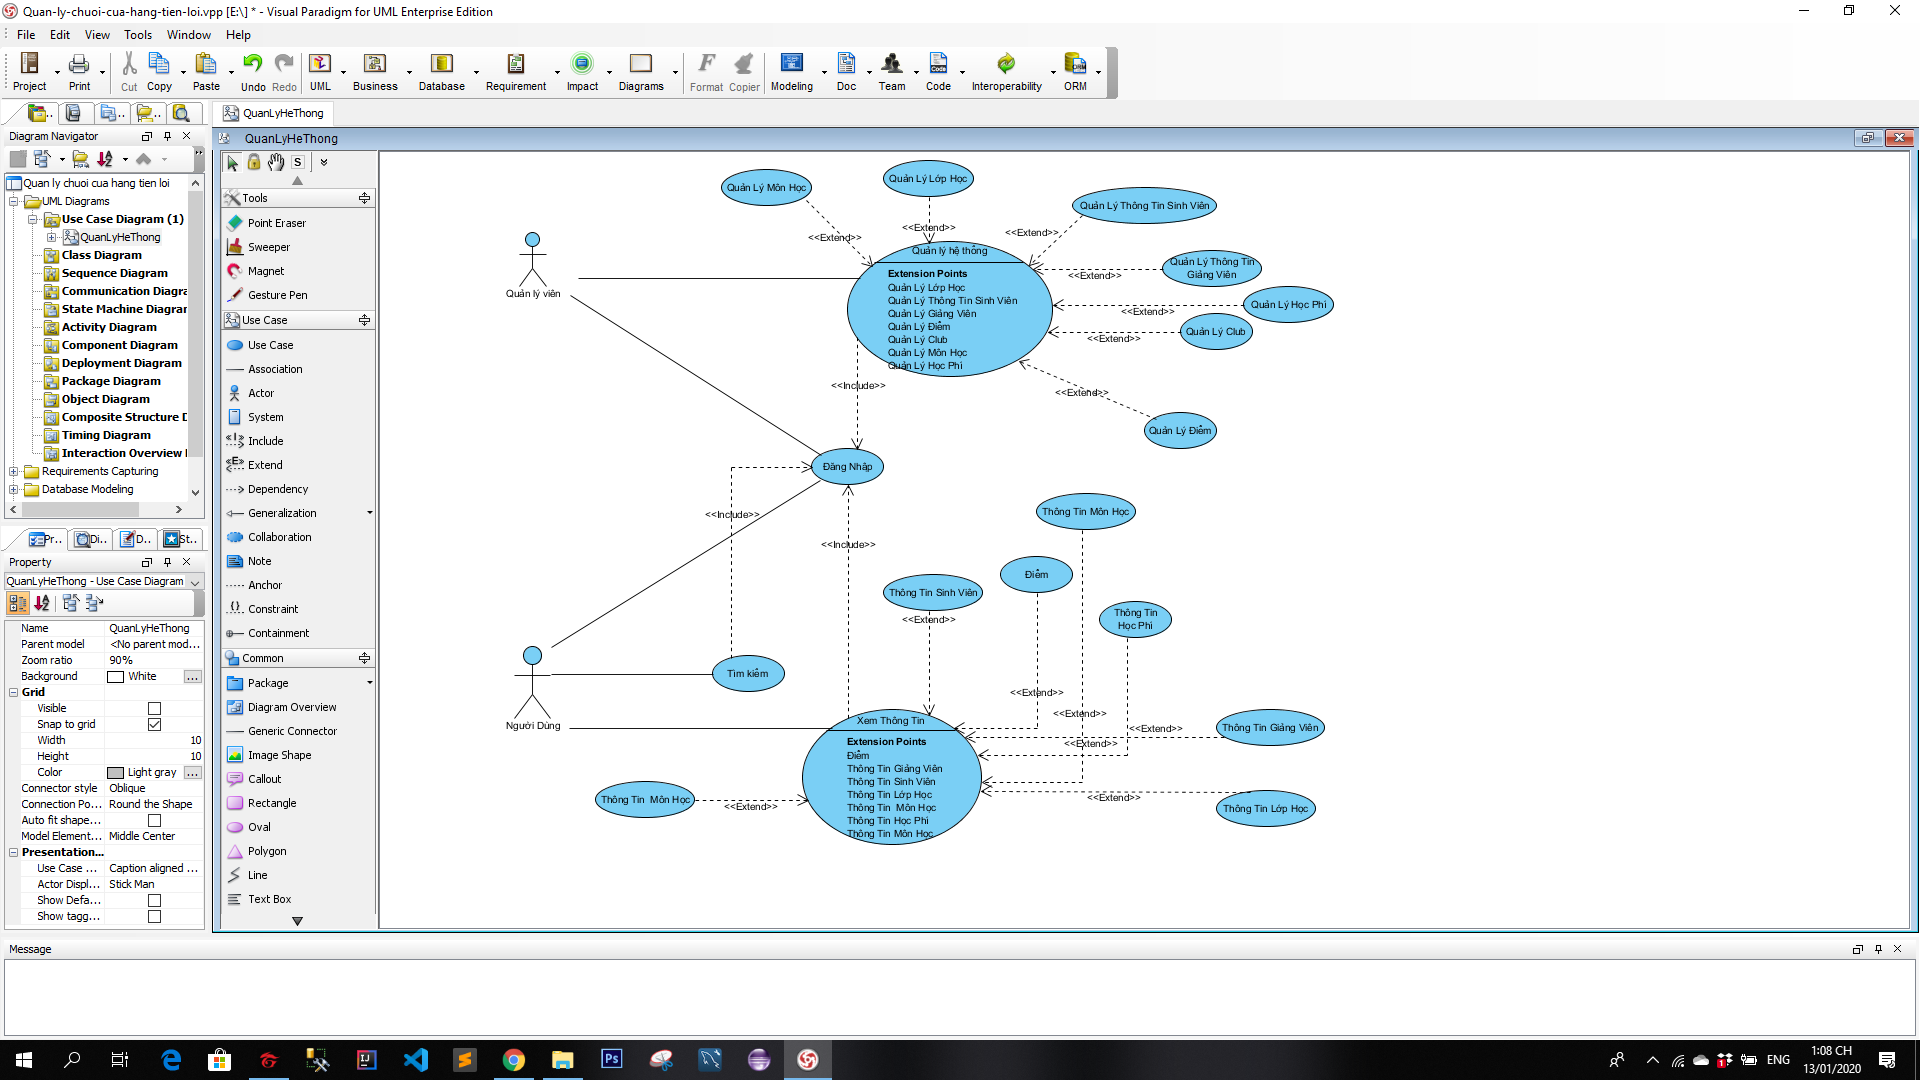 Quan-ly-chuoi-cua-hang-tien-loi.vpp [E:\] * - Visual Paradigm for UML Enterprise Edition
File Edit View Tools Window Help
Project Print Cut Copy Paste Undo Redo UML Business Database Requirement Impact Diagrams Format Copier Modeling Doc Team Code Interoperability ORM
QuanLyHeThong
Diagram Navigator
Quan ly chuoi cua hang tien loi
UML Diagrams
Use Case Diagram (1)
QuanLyHeThong
Class Diagram
Sequence Diagram
Communication Diagra
State Machine Diagrar
Activity Diagram
Component Diagram
Deployment Diagram
Package Diagram
Object Diagram
Composite Structure D
Timing Diagram
Interaction Overview
Requirements Capturing
Database Modeling
Pr.. Di.. D.. St..
Property
QuanLyHeThong - Use Case Diagram
Name QuanLyHeThong
Parent model <No parent mod...
Zoom ratio 90%
Background White ...
Grid
Visible
Snap to grid
Width 10
Height 10
Color Light gray ...
Connector style Oblique
Connection Po... Round the Shape
Auto fit shape...
Model Element... Middle Center
Presentation...
Use Case ... Caption aligned ...
Actor Displ... Stick Man
Show Defa...
Show tagg...
QuanLyHeThong
S
Tools
Point Eraser
Sweeper
Magnet
Gesture Pen
Use Case
Use Case
Association
Actor
System
Include
Extend
Dependency
Generalization
Collaboration
Note
Anchor
Constraint
Containment
Common
Package
Diagram Overview
Generic Connector
Image Shape
Callout
Rectangle
Oval
Polygon
Line
Text Box
Quản Lý Môn Học
Quản Lý Lớp Học
Quản Lý Thông Tin Sinh Viên
<<Extend>>
<<Extend>>
<<Extend>>
Quản lý hệ thống
Extension Points
Quản Lý Lớp Học
Quản Lý Thông Tin Sinh Viên
Quản Lý Giảng Viên
Quản Lý Điểm
Quản Lý Club
Quản Lý Môn Học
Quản Lý Học Phí
Quản Lý Thông Tin
Giảng Viên
<<Extend>>
Quản Lý Học Phí
<<Extend>>
Quản Lý Club
<<Extend>>
<<Extend>>
Quản Lý Điểm
Quản lý viên
<<Include>>
Đăng Nhập
<<Include>>
<<Include>>
Thông Tin Môn Học
Điểm
Thông Tin Sinh Viên
<<Extend>>
Thông Tin
Học Phí
Tìm kiếm
Người Dùng
<<Extend>>
<<Extend>>
<<Extend>>
<<Extend>>
Thông Tin Giảng Viên
Xem Thông Tin
Extension Points
Điểm
Thông Tin Giảng Viên
Thông Tin Sinh Viên
Thông Tin Lớp Học
Thông Tin  Môn Học
Thông Tin Học Phí
Thông Tin Môn Học
Thông Tin  Môn Học
<<Extend>>
<<Extend>>
Thông Tin Lớp Học
Message
ENG
1:08 CH
13/01/2020